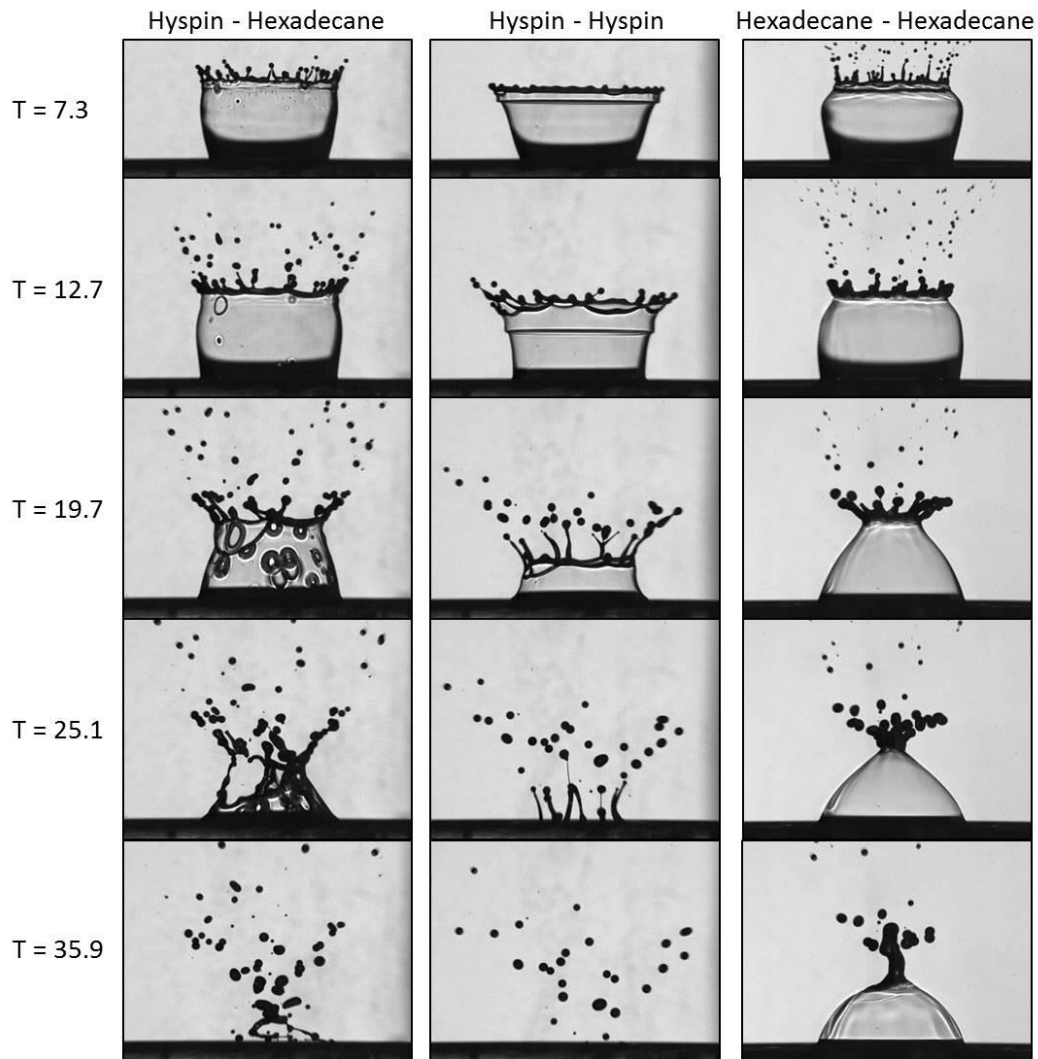 Hyspin - Hexadecane
Hyspin - Hyspin
Hexadecane - Hexadecane
T = 7.3
T = 12.7
T = 19.7
T = 25.1
T = 35.9